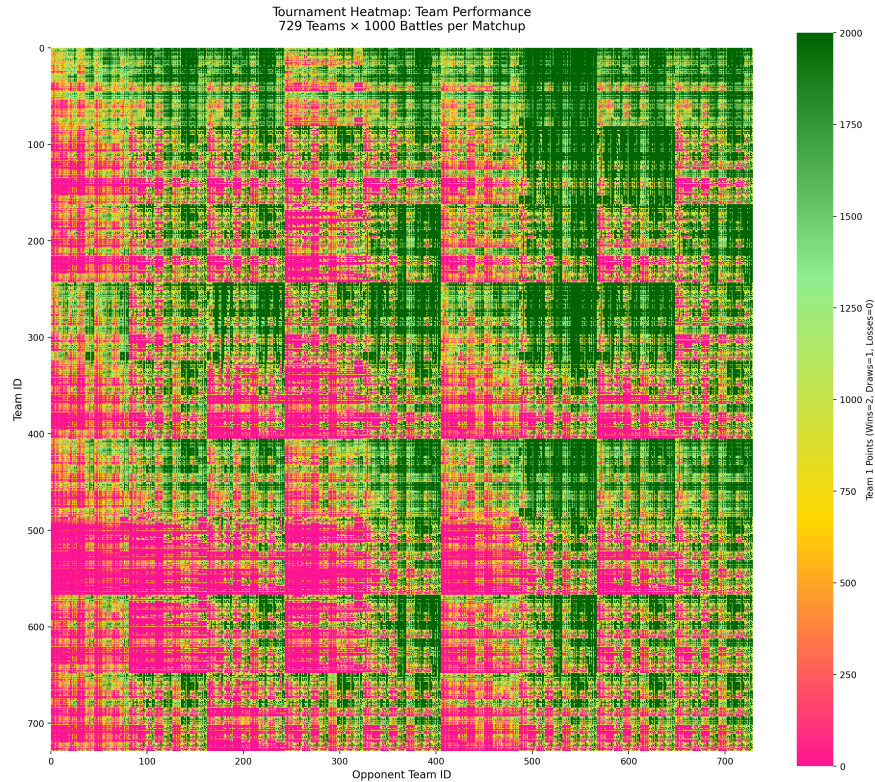 Tournament Heatmap: Team Performance
729 Teams × 1000 Battles per Matchup
Team ID
0
100
200
300
400
500
600
700
0 100 200 300 400 500 600 700
Opponent Team ID
2000
1750
1500
1250
1000
750
500
250
0
Team 1 Points (Wins=2, Draws=1, Losses=0)